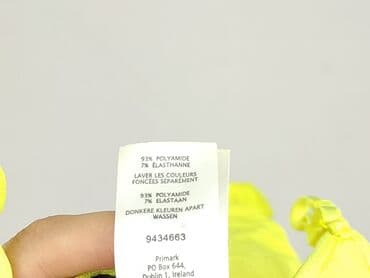 93% POLYAMIDE
7% ÉLASTHANNE
LAVER LES COULEURS
FONCÉES SÉPARÉMENT
93% POLYAMIDE
7% ELASTAAN
DONKERE KLEUREN APART
WASSEN
9434663
Primark
PO Box 644,
Dublin 1, Ireland